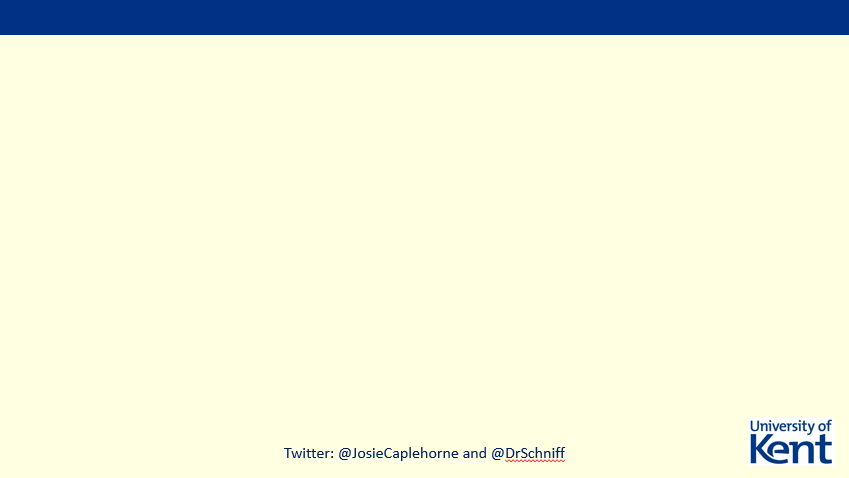 Twitter: @JosieCaplehorne and @DrSchniff
University of
Kent